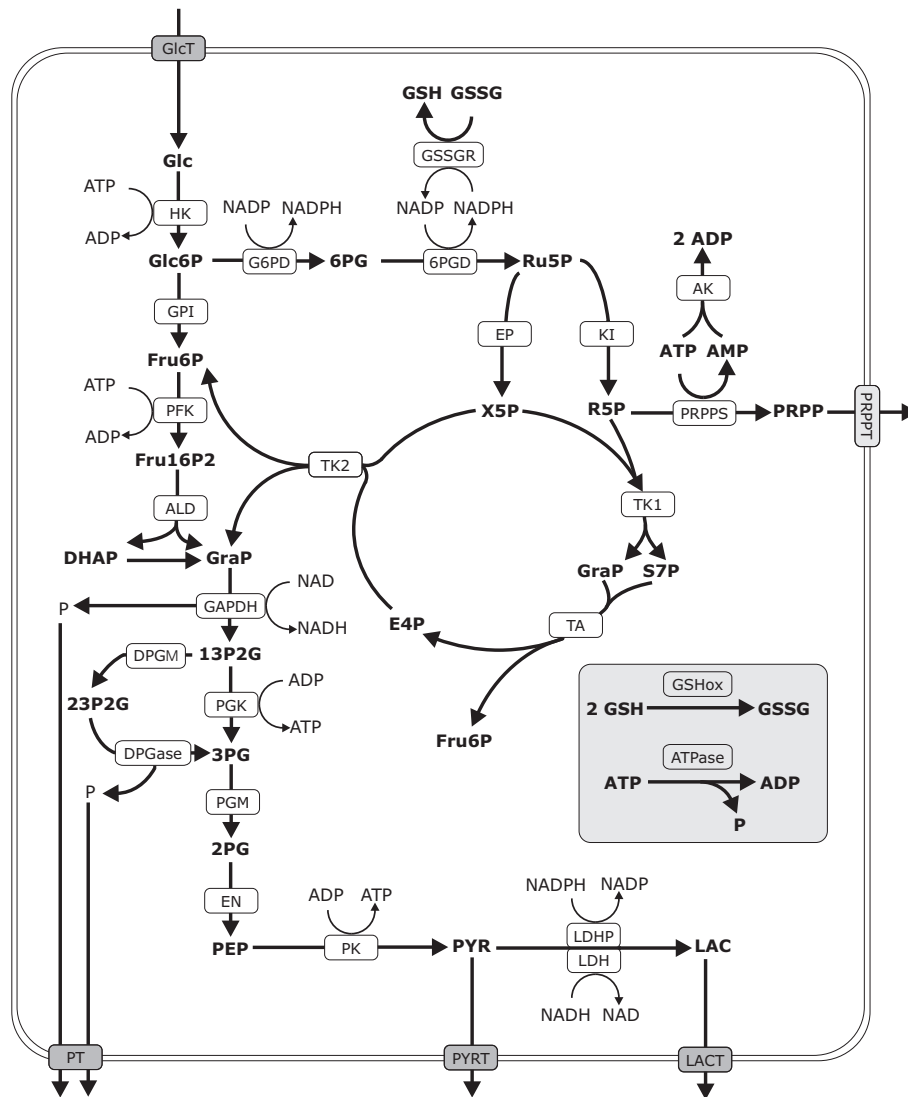 GlcT
GSH GSSG
GSSGR
Glc
ATP
HK
ADP
NADP NADPH
NADP NADPH
2 ADP
Glc6P
G6PD
6PG
6PGD
Ru5P
AK
GPI
EP
KI
ATP AMP
Fru6P
ATP
PFK
ADP
X5P
R5P
PRPPS
PRPP
PRPPT
Fru16P2
TK2
ALD
TK1
DHAP
GraP
GraP
S7P
NAD
P
GAPDH
NADH
E4P
TA
DPGM
13P2G
23P2G
ADP
PGK
ATP
GSHox
2 GSH
GSSG
Fru6P
DPGase
3PG
ATPase
ATP
ADP
P
P
PGM
2PG
EN
ADP ATP
NADPH NADP
PEP
PK
PYR
LDHP
LDH
LAC
NADH NAD
PT
PYRT
LACT